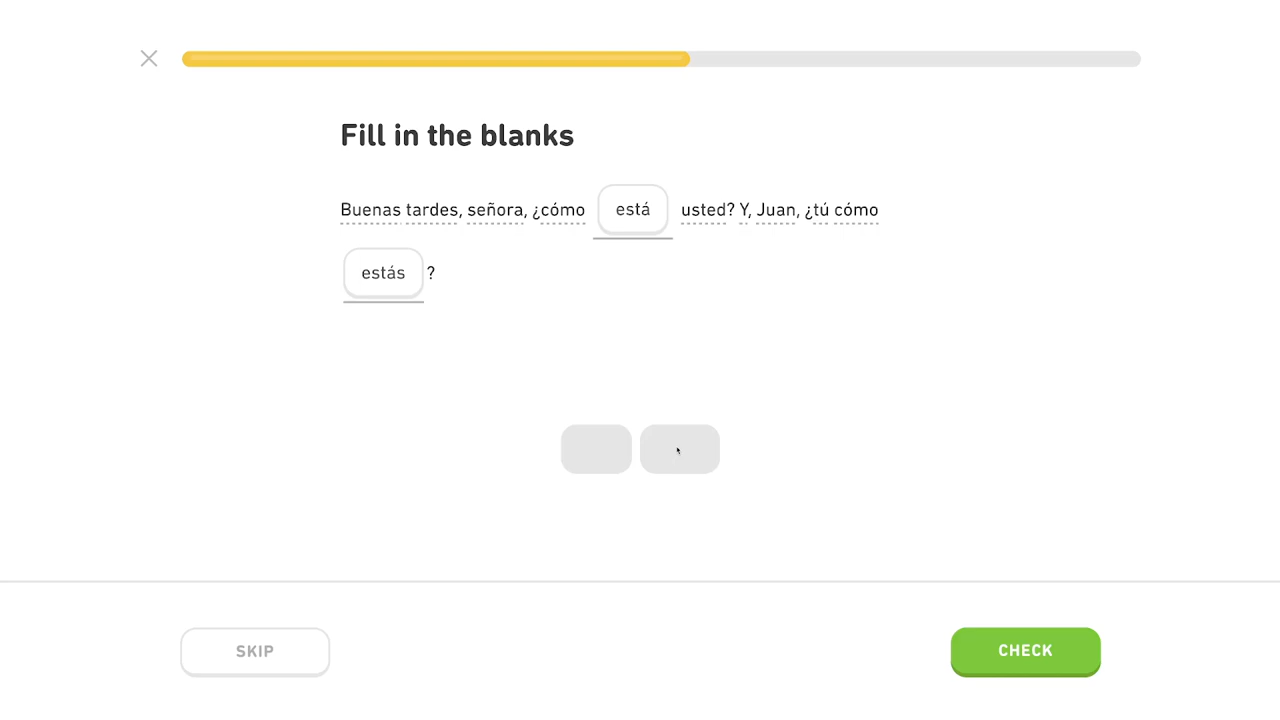 Fill in the blanks
Buenas tardes, señora, ¿cómo está usted? Y, Juan, ¿tú cómo
estás ?
SKIP
CHECK